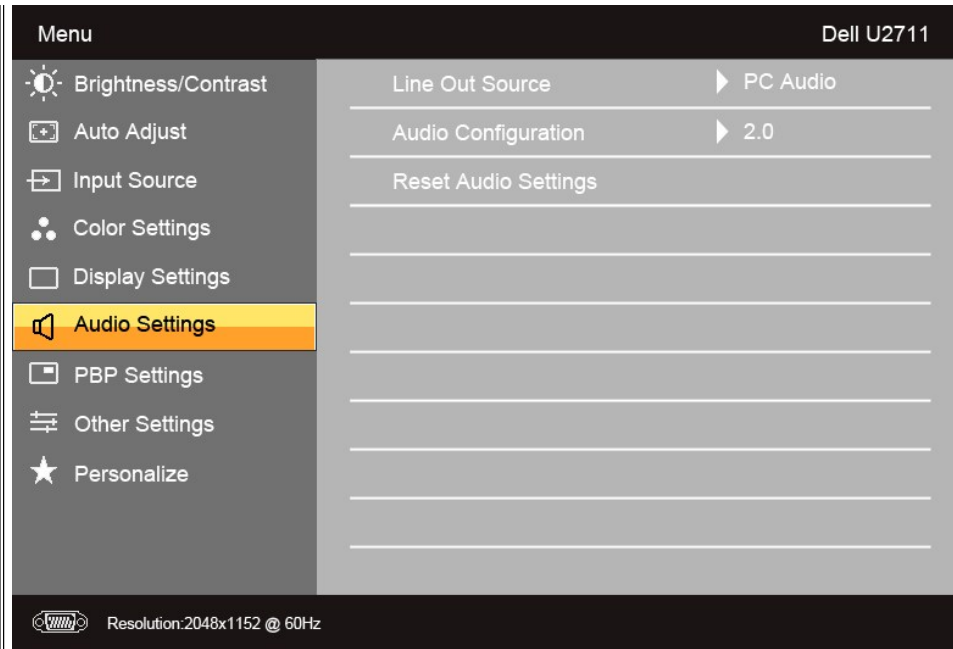 Menu Dell U2711
Brightness/Contrast
Auto Adjust
Input Source
Color Settings
Display Settings
Audio Settings
PBP Settings
Other Settings
Personalize
Line Out Source PC Audio
Audio Configuration 2.0
Reset Audio Settings
Resolution:2048x1152 @ 60Hz